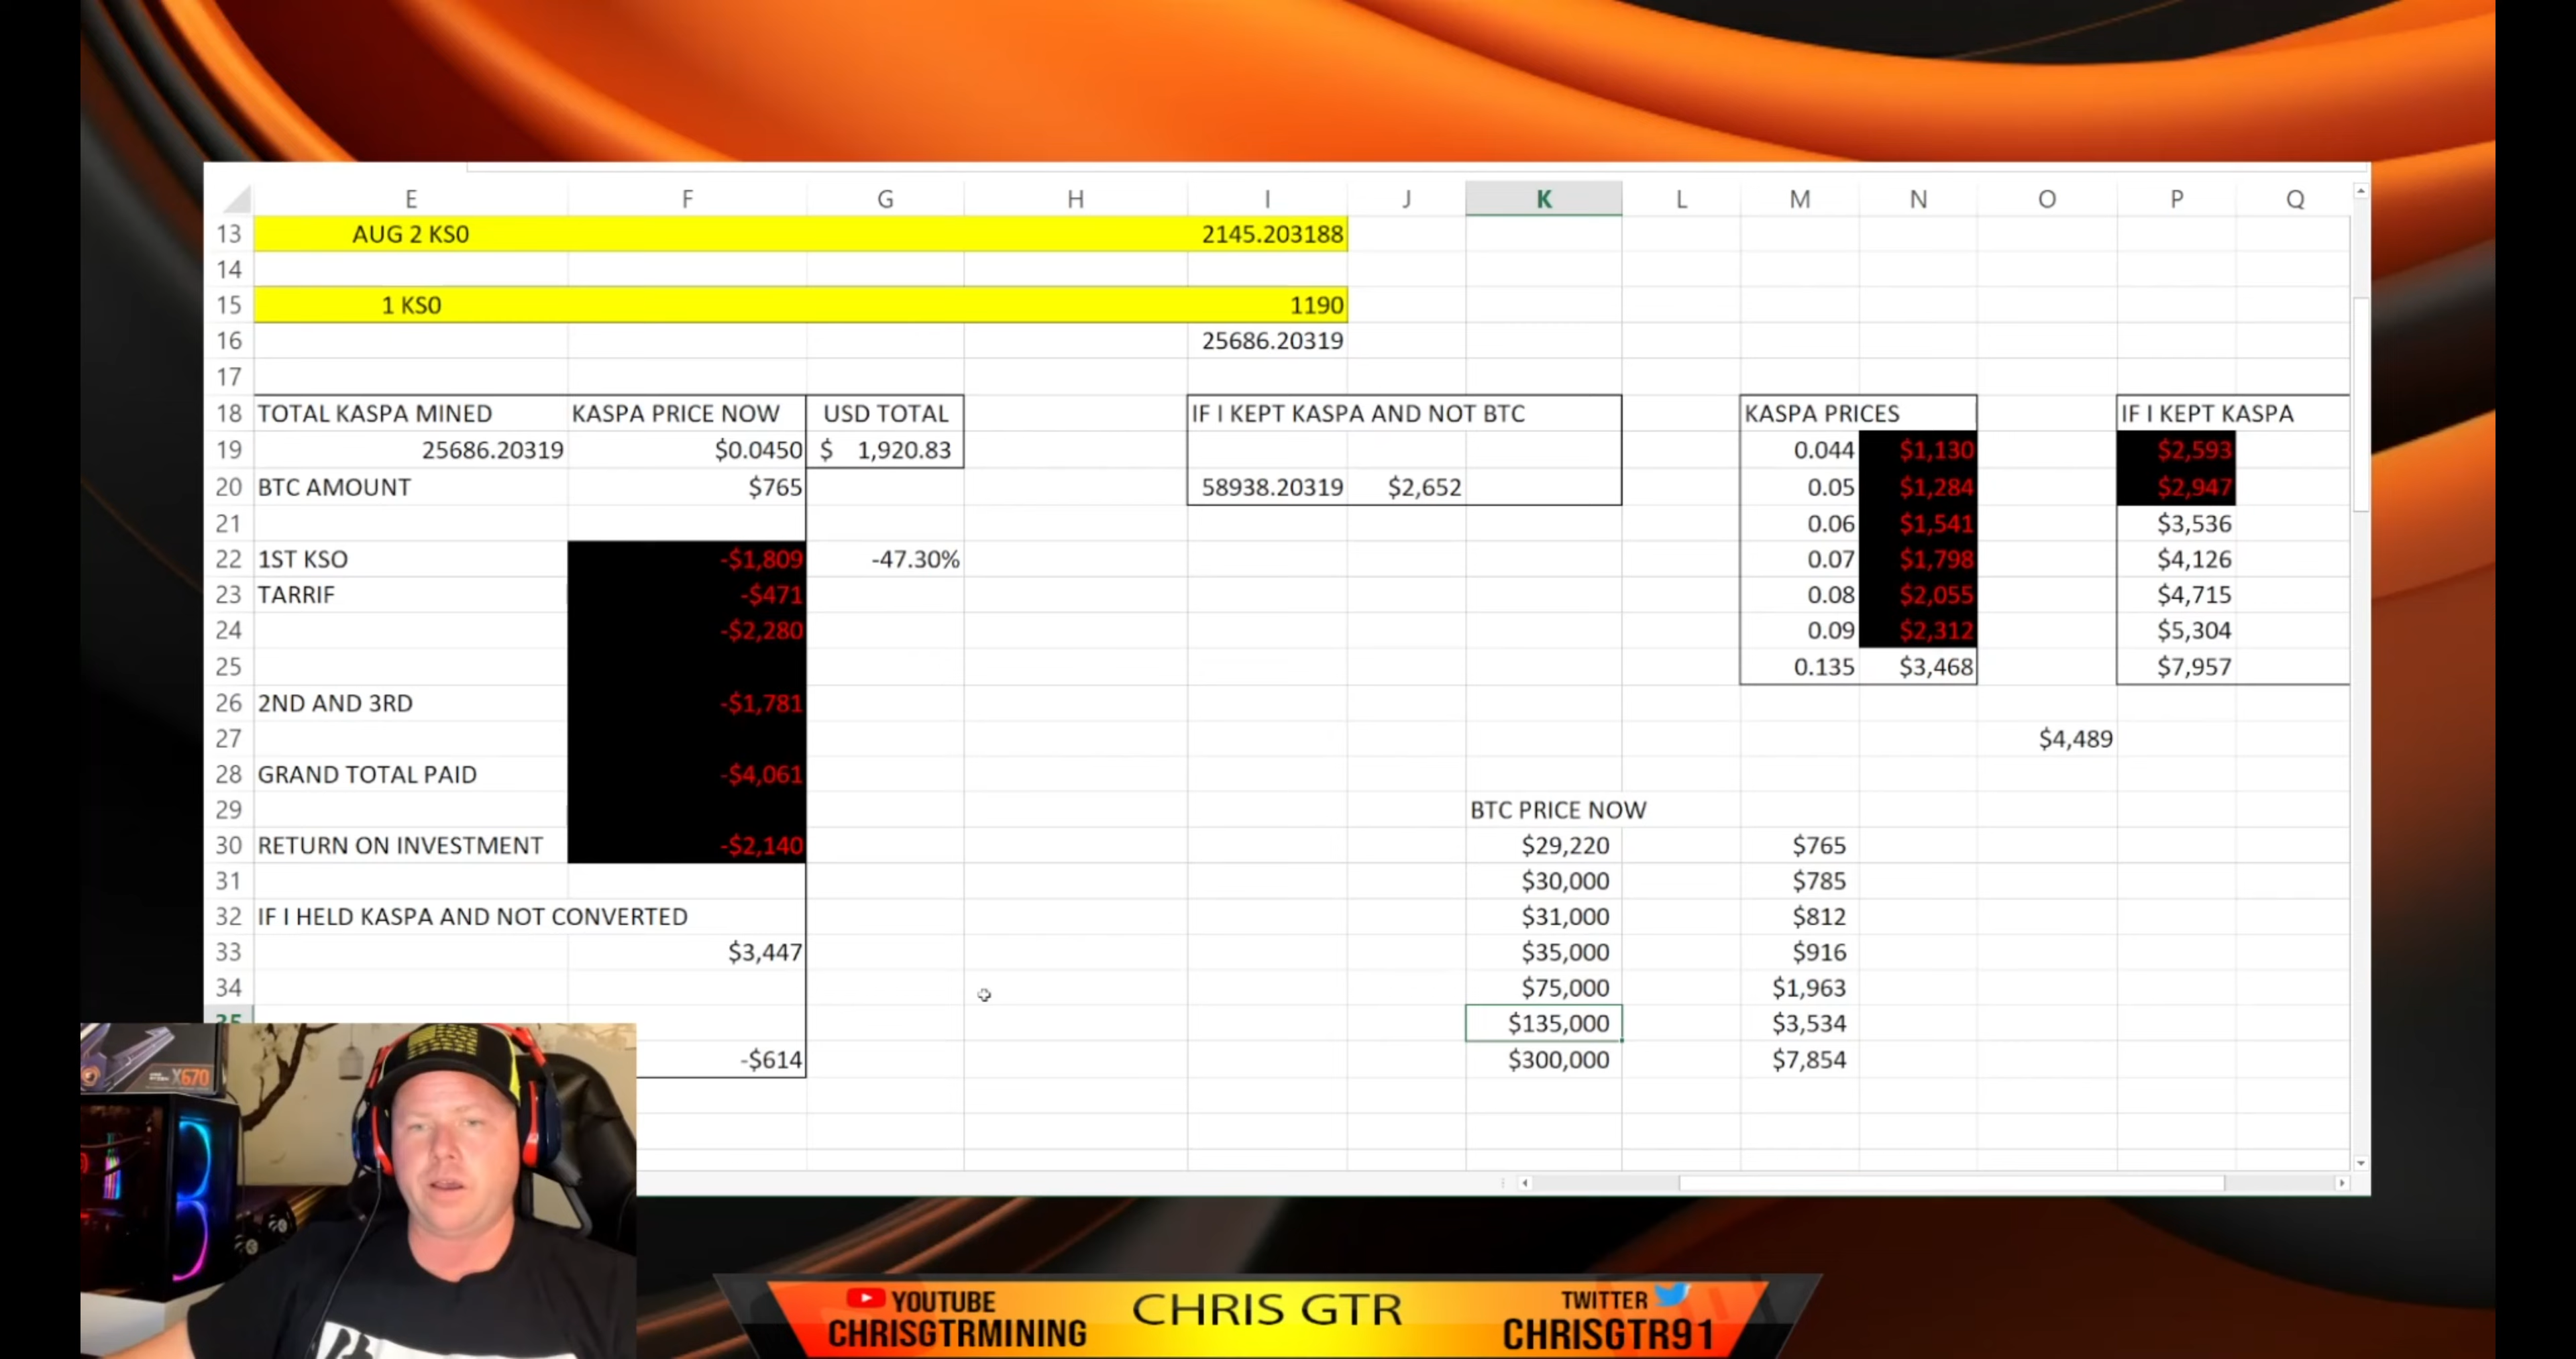 E F G H I J K L M N O P Q
13 AUG 2 KS0 2145.203188
14
15 1 KS0 1190
16 25686.20319
17
18 TOTAL KASPA MINED KASPA PRICE NOW USD TOTAL IF I KEPT KASPA AND NOT BTC KASPA PRICES IF I KEPT KASPA
19 25686.20319 $0.0450 $ 1,920.83 0.044 $1,130 $2,593
20 BTC AMOUNT $765 58938.20319 $2,652 0.05 $1,284 $2,947
21 0.06 $1,541 $3,536
22 1ST KSO -$1,809 -47.30% 0.07 $1,798 $4,126
23 TARRIF -$471 0.08 $2,055 $4,715
24 -$2,280 0.09 $2,312 $5,304
25 0.135 $3,468 $7,957
26 2ND AND 3RD -$1,781
27 $4,489
28 GRAND TOTAL PAID -$4,061
29 BTC PRICE NOW
30 RETURN ON INVESTMENT -$2,140 $29,220 $765
31 $30,000 $785
32 IF I HELD KASPA AND NOT CONVERTED $31,000 $812
33 $3,447 $35,000 $916
34 $75,000 $1,963
35 $135,000 $3,534
-$614 $300,000 $7,854
X670
YOUTUBE
CHRISGTRMINING
CHRIS GTR
TWITTER
CHRISGTR91